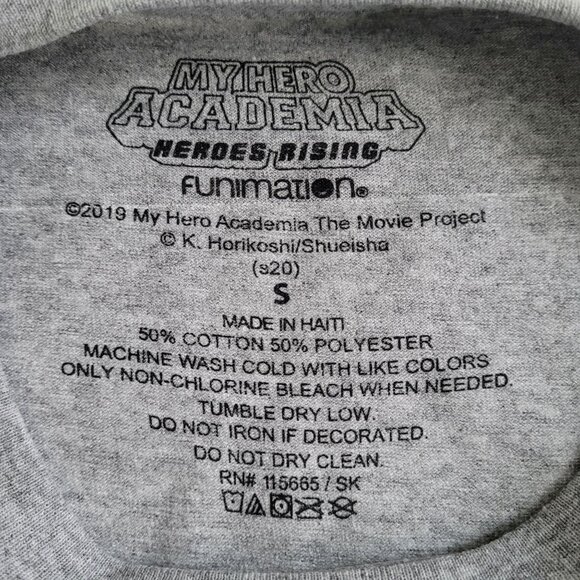 MY HERO
ACADEMIA
HEROES RISING
FUNIMATION®
©2019 My Hero Academia The Movie Project
© K. Horikoshi/Shueisha
(s20)
S
MADE IN HAITI
50% COTTON 50% POLYESTER
MACHINE WASH COLD WITH LIKE COLORS
ONLY NON-CHLORINE BLEACH WHEN NEEDED.
TUMBLE DRY LOW.
DO NOT IRON IF DECORATED.
DO NOT DRY CLEAN.
RN# 115665 / SK